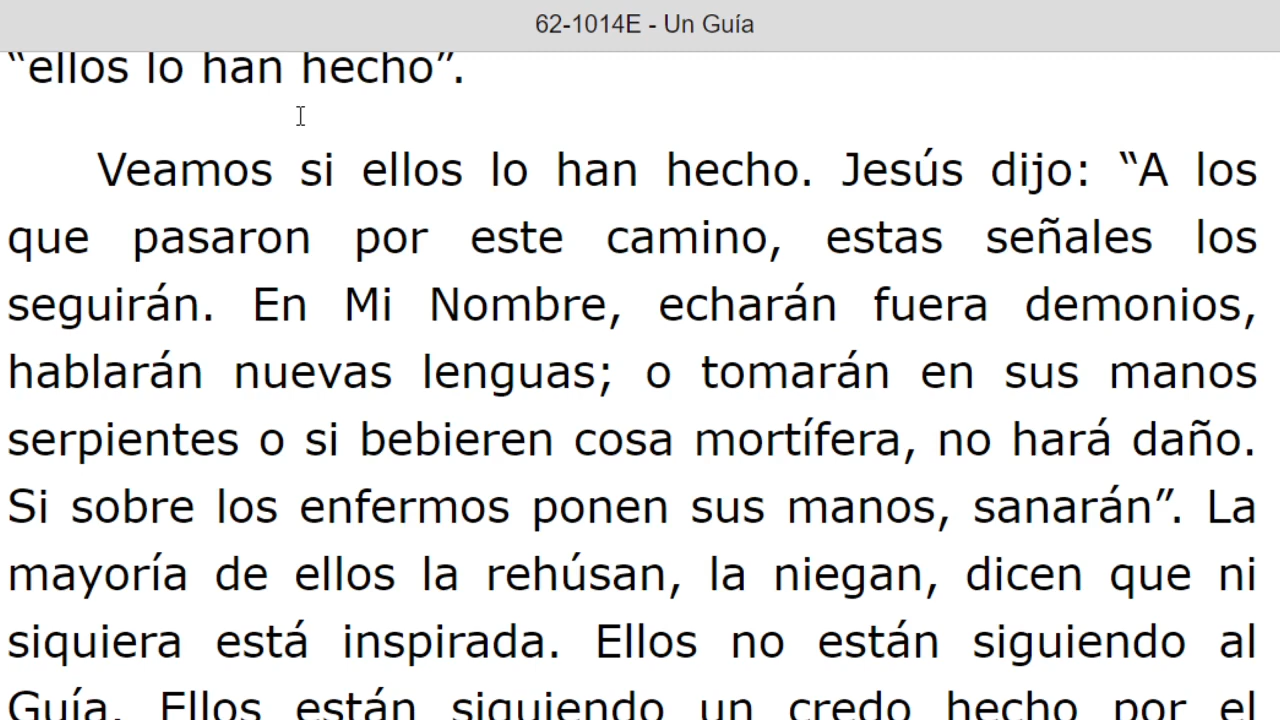 62-1014E - Un Guía
“ellos lo han hecho”.
Veamos si ellos lo han hecho. Jesús dijo: “A los
que pasaron por este camino, estas señales los
seguirán. En Mi Nombre, echarán fuera demonios,
hablarán nuevas lenguas; o tomarán en sus manos
serpientes o si bebieren cosa mortífera, no hará daño.
Si sobre los enfermos ponen sus manos, sanarán”. La
mayoría de ellos la rehúsan, la niegan, dicen que ni
siquiera está inspirada. Ellos no están siguiendo al
Guía. Ellos están siguiendo un credo hecho por el